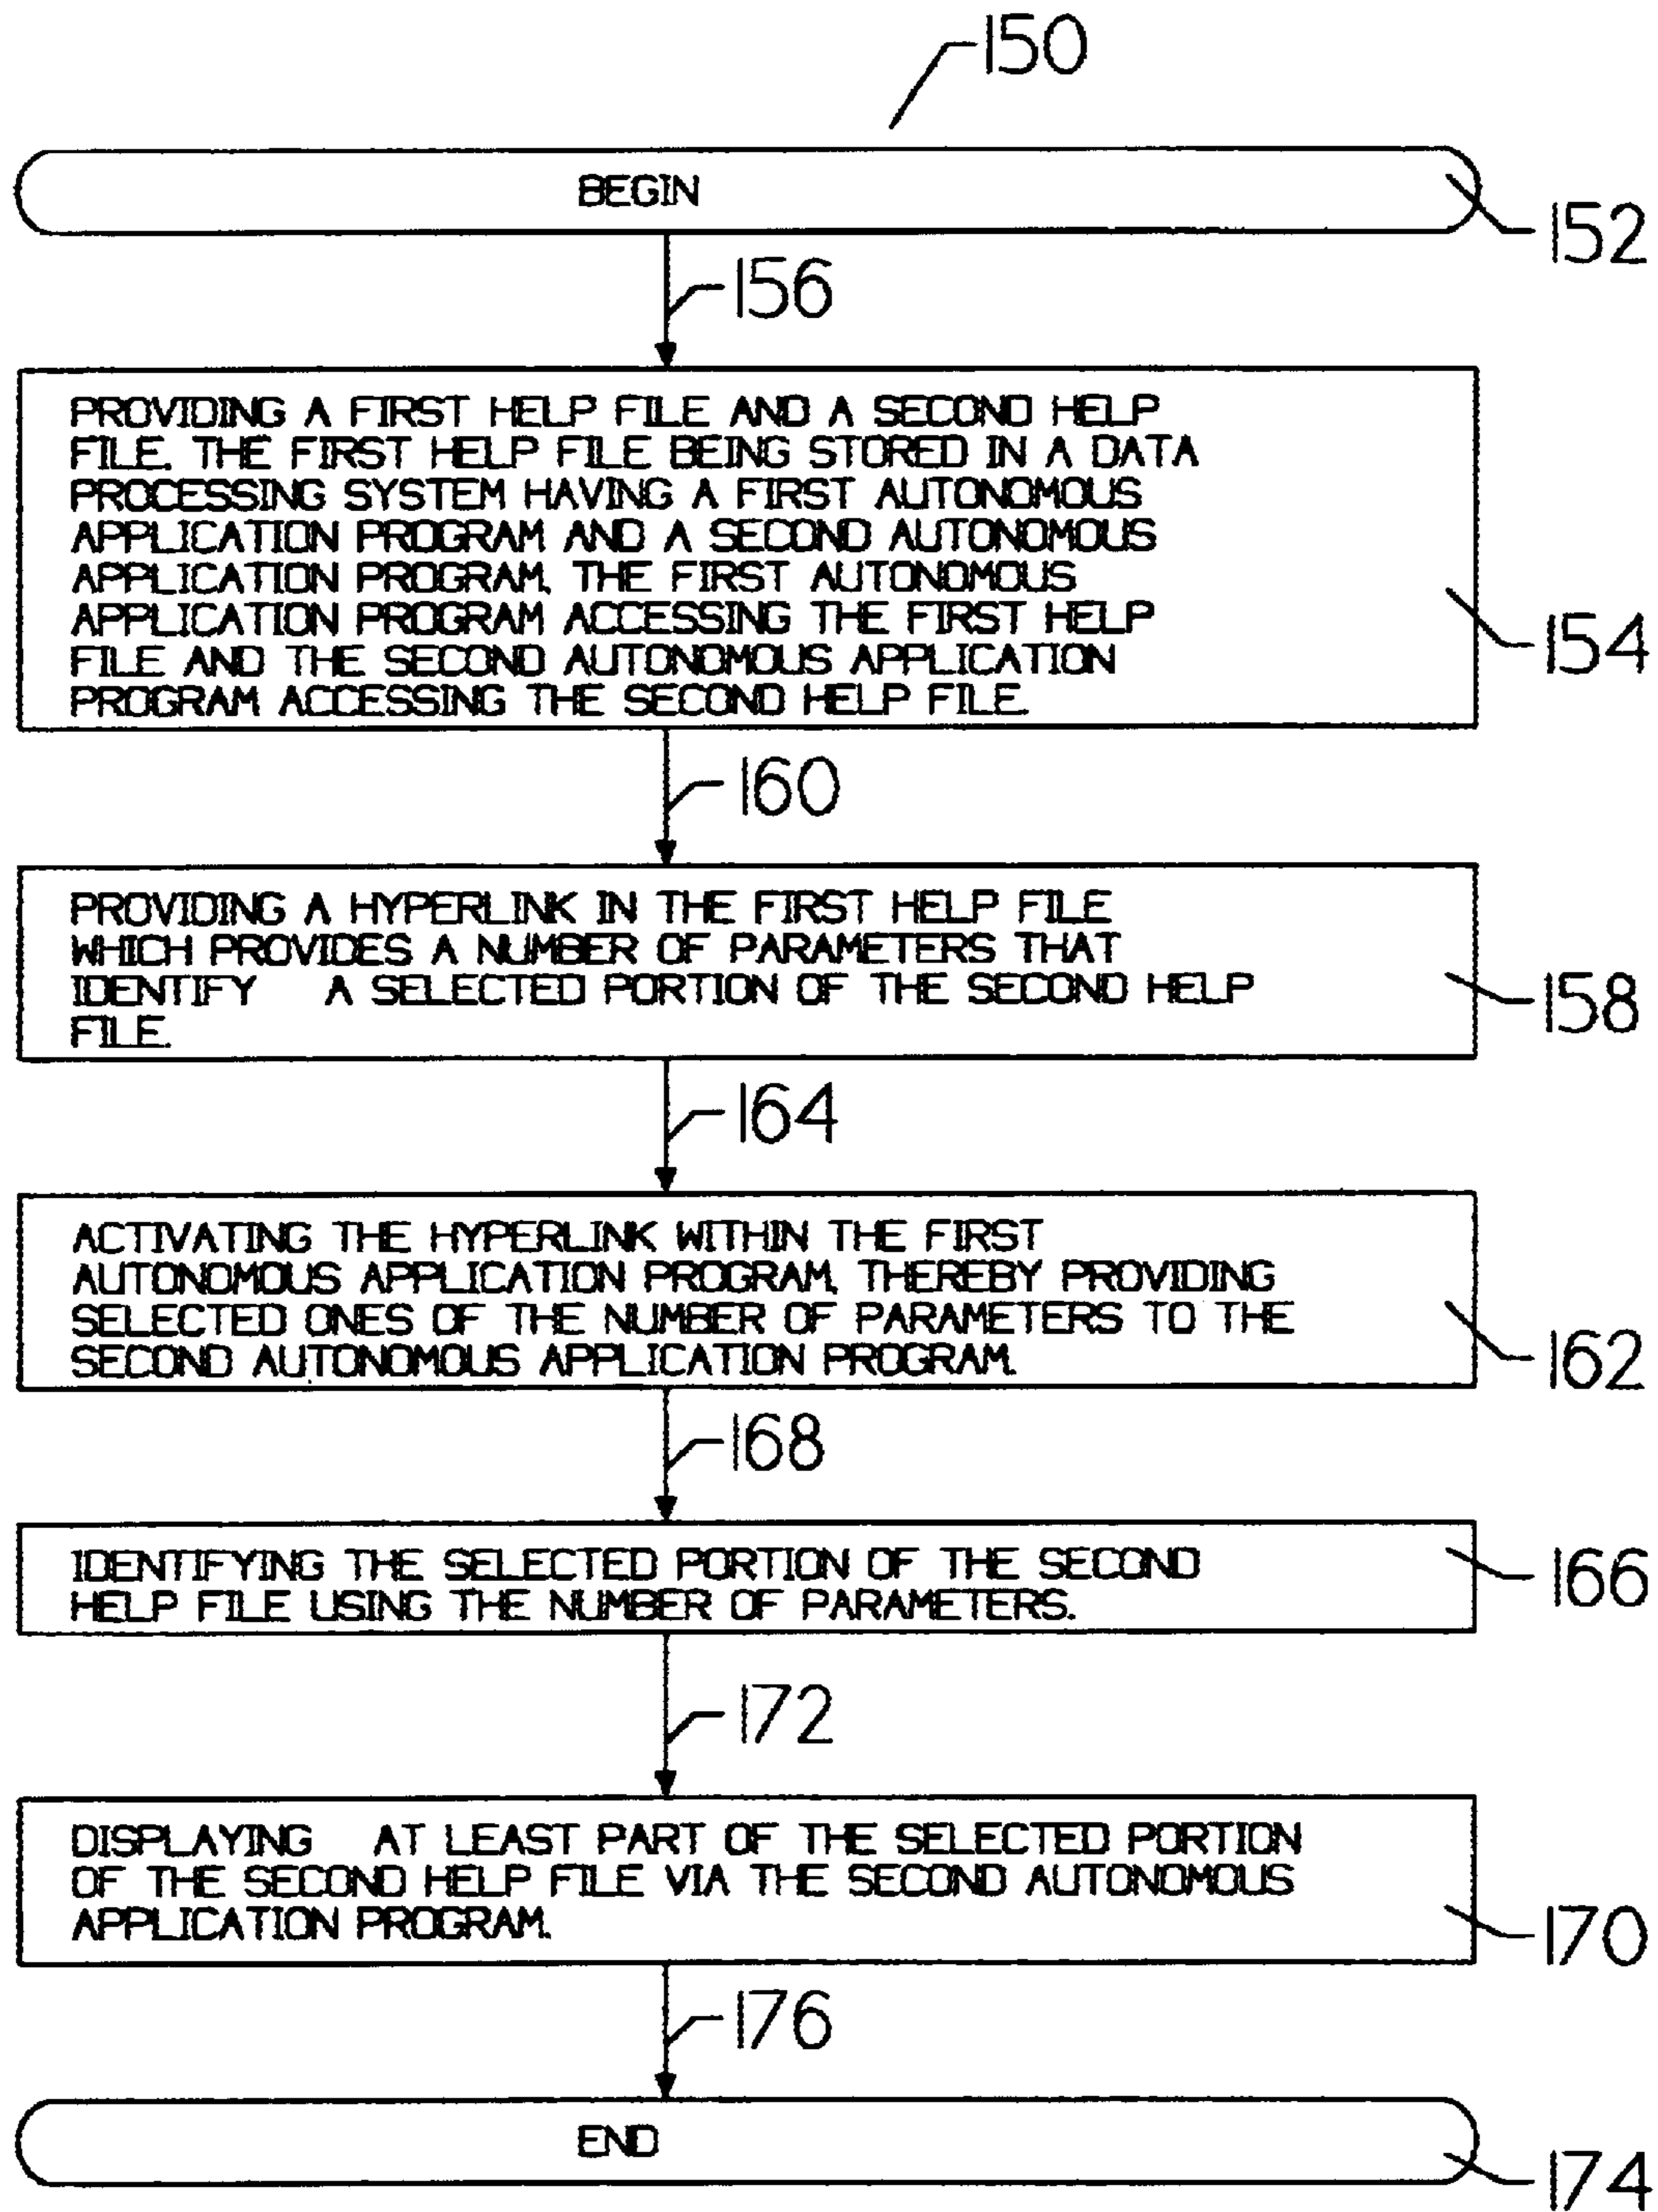 150
BEGIN
152
156
PROVIDING A FIRST HELP FILE AND A SECOND HELP
FILE. THE FIRST HELP FILE BEING STORED IN A DATA
PROCESSING SYSTEM HAVING A FIRST AUTONOMOUS
APPLICATION PROGRAM AND A SECOND AUTONOMOUS
APPLICATION PROGRAM, THE FIRST AUTONOMOUS
APPLICATION PROGRAM ACCESSING THE FIRST HELP
FILE AND THE SECOND AUTONOMOUS APPLICATION
PROGRAM ACCESSING THE SECOND HELP FILE.
154
160
PROVIDING A HYPERLINK IN THE FIRST HELP FILE
WHICH PROVIDES A NUMBER OF PARAMETERS THAT
IDENTIFY A SELECTED PORTION OF THE SECOND HELP
FILE.
158
164
ACTIVATING THE HYPERLINK WITHIN THE FIRST
AUTONOMOUS APPLICATION PROGRAM, THEREBY PROVIDING
SELECTED ONES OF THE NUMBER OF PARAMETERS TO THE
SECOND AUTONOMOUS APPLICATION PROGRAM.
162
168
IDENTIFYING THE SELECTED PORTION OF THE SECOND
HELP FILE USING THE NUMBER OF PARAMETERS.
166
172
DISPLAYING AT LEAST PART OF THE SELECTED PORTION
OF THE SECOND HELP FILE VIA THE SECOND AUTONOMOUS
APPLICATION PROGRAM.
170
176
END
174